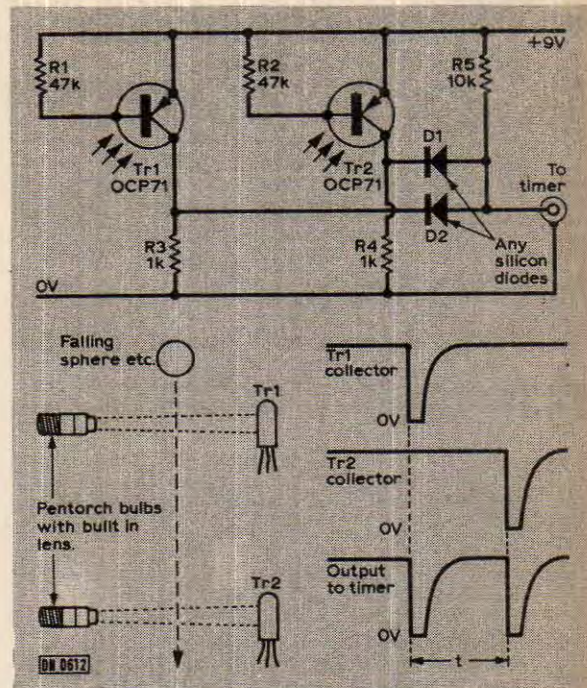 +9V
R1
47k
R2
47k
R5
10k
Tr1
OCP71
Tr2
OCP71
D1
D2
To
timer
R3
1k
R4
1k
Any
silicon
diodes
0V
Falling
sphere etc.
Tr1
Pentorch bulbs
with built in
lens.
Tr2
Tr1
collector
0V
Tr2
collector
0V
Output
to timer
0V
t
DN 0612